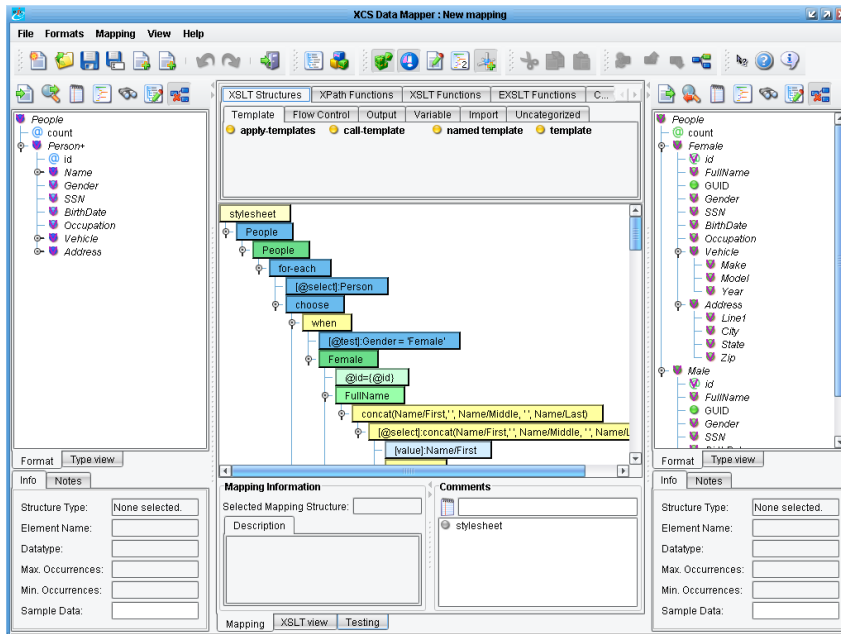 XCS Data Mapper : New mapping
File Formats Mapping View Help
XSLT Structures XPath Functions XSLT Functions EXSLT Functions C...
Template Flow Control Output Variable Import Uncategorized
apply-templates call-template named template template
People
@ count
Person+
@ id
Name
Gender
SSN
BirthDate
Occupation
Vehicle
Address
Format Type view
Info Notes
Structure Type: None selected.
Element Name:
Datatype:
Max. Occurrences:
Min. Occurrences:
Sample Data:
stylesheet
People
People
for-each
[@select]:Person
choose
when
[@test]:Gender = 'Female'
Female
@id={@id}
FullName
concat(Name/First,' ', Name/Middle, ' ', Name/Last)
[@select]:concat(Name/First,' ', Name/Middle, ' ', Name/L
[value]:Name/First
Mapping Information
Selected Mapping Structure:
Description
Comments
stylesheet
Mapping XSLT view Testing
People
@ count
Female
id
FullName
GUID
Gender
SSN
BirthDate
Occupation
Vehicle
Make
Model
Year
Address
Line1
City
State
Zip
Male
id
FullName
GUID
Gender
SSN
Format Type view
Info Notes
Structure Type: None selected.
Element Name:
Datatype:
Max. Occurrences:
Min. Occurrences:
Sample Data: